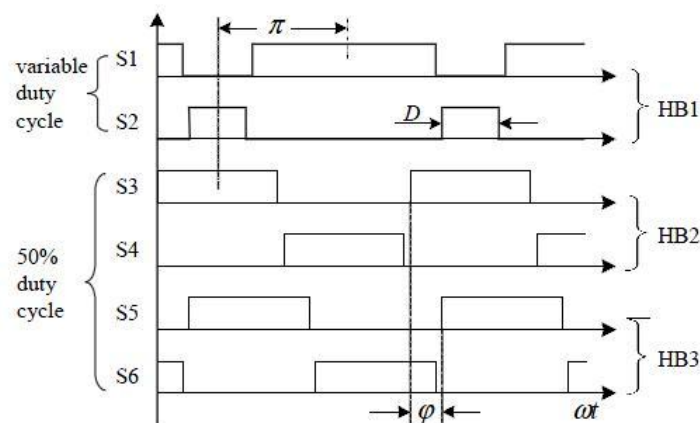 variable
duty
cycle
S1
π
HB1
S2
D
S3
HB2
S4
50%
duty
cycle
S5
HB3
S6
φ
ωt